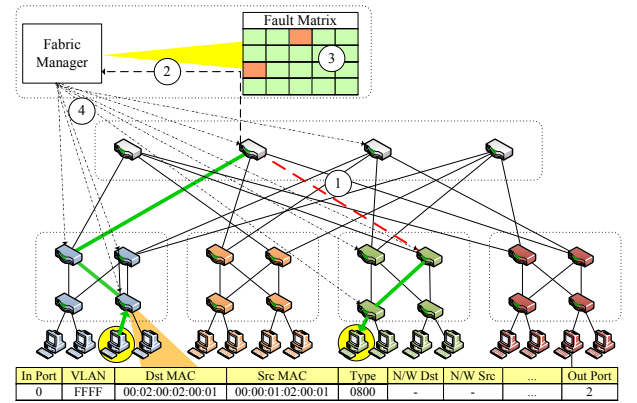 Fault Matrix
Fabric
Manager
3
2
4
1
In Port VLAN Dst MAC Src MAC Type N/W Dst N/W Src ... Out Port
0 FFFF 00:02:00:02:00:01 00:00:01:02:00:01 0800 - - 2